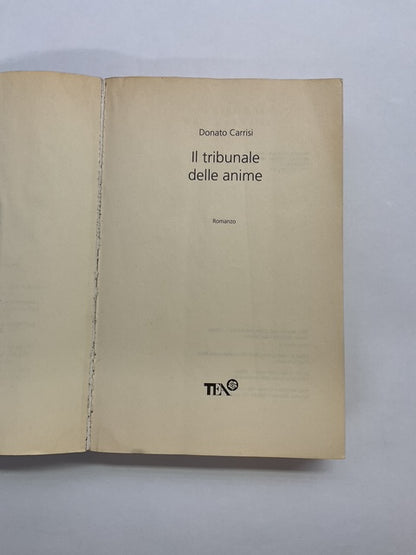 Donato Carrisi
Il tribunale
delle anime
Romanzo
TEA